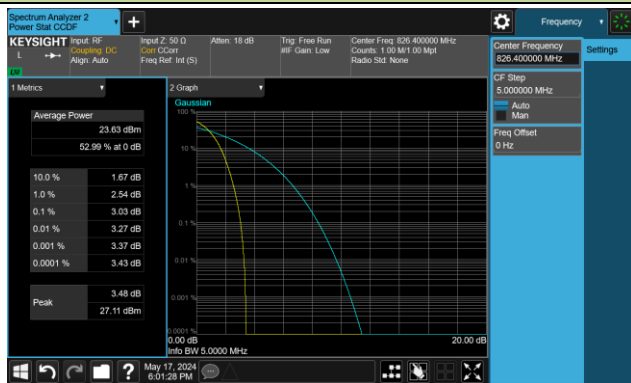 Spectrum Analyzer 2
Power Stat CCDF
Frequency
KEYSIGHT
L
Input: RF
Coupling: DC
Align: Auto
Input Z: 50 Ω
Corr CCorr
Freq Ref: Int (S)
Atten: 18 dB
Trig: Free Run
#IF Gain: Low
Center Freq: 826.400000 MHz
Counts: 1.00 M/1.00 Mpt
Radio Std: None
1 Metrics
Average Power
23.63 dBm
52.99 % at 0 dB
10.0 % 1.67 dB
1.0 % 2.54 dB
0.1 % 3.03 dB
0.01 % 3.27 dB
0.001 % 3.37 dB
0.0001 % 3.43 dB
Peak
3.48 dB
27.11 dBm
2 Graph
Gaussian
100 %
10 %
1 %
0.1 %
0.01 %
0.001 %
0.0001 %
0.00 dB 20.00 dB
Info BW 5.0000 MHz
Center Frequency
826.400000 MHz
Settings
CF Step
5.000000 MHz
Auto
Man
Freq Offset
0 Hz
May 17, 2024
6:01:28 PM